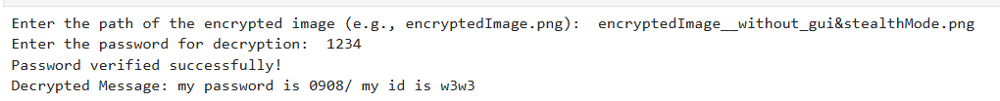 Enter the path of the encrypted image (e.g., encryptedImage.png):  encryptedImage__without_gui&stealthMode.png
Enter the password for decryption:  1234
Password verified successfully!
Decrypted Message: my password is 0908/ my id is w3w3